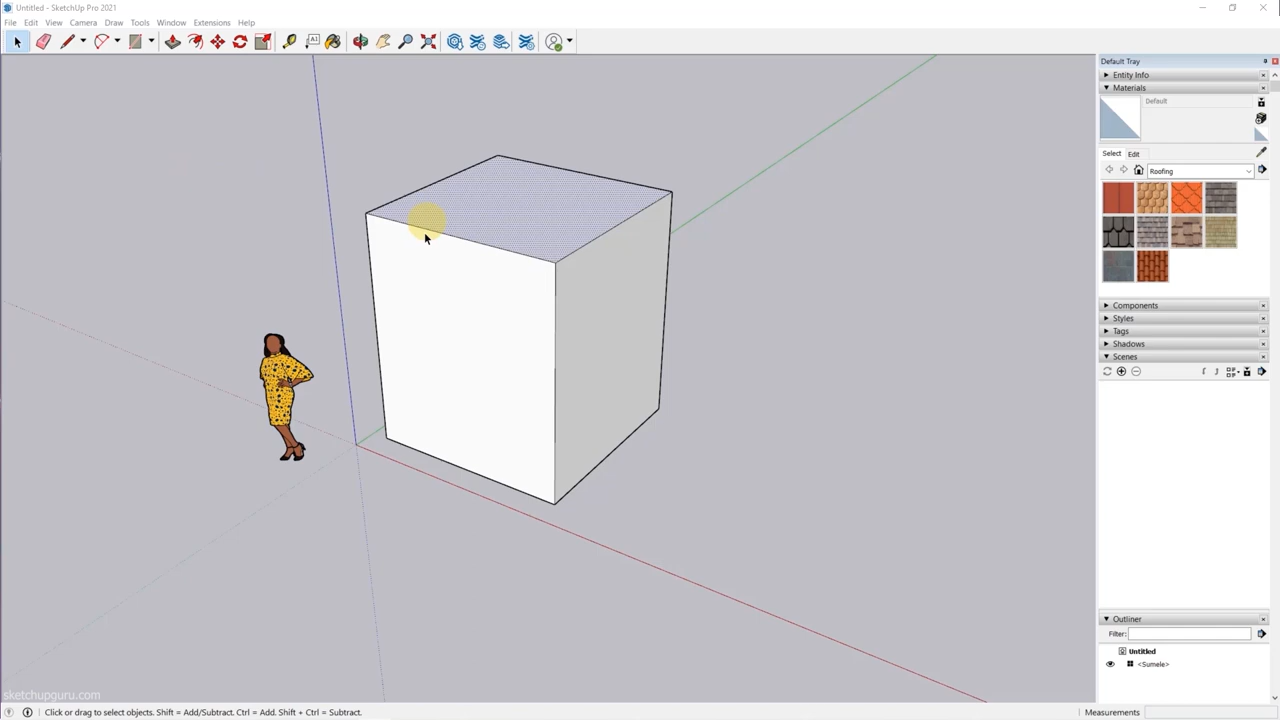 Untitled - SketchUp Pro 2021
File Edit View Camera Draw Tools Window Extensions Help
A1
Default Tray
Entity Info
Materials
Default
Select Edit
Roofing
Components
Styles
Tags
Shadows
Scenes
Outliner
Filter:
Untitled
<Sumele>
sketchupguru.com
Click or drag to select objects. Shift = Add/Subtract. Ctrl = Add. Shift + Ctrl = Subtract.
Measurements